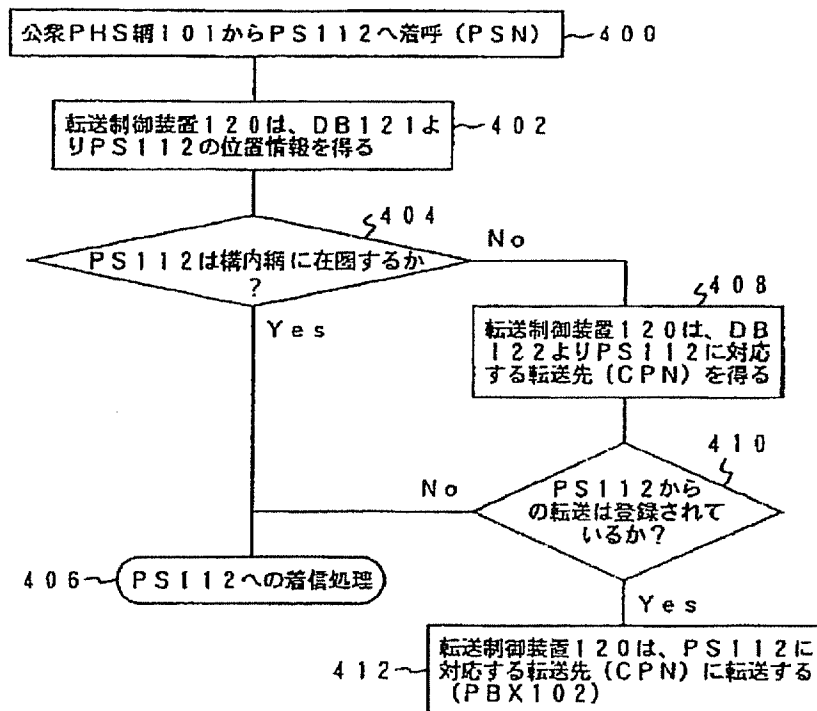 公衆PHS網101からPS112へ着呼(PSN)
400
転送制御装置120は、DB121よ
りPS112の位置情報を得る
402
404
PS112は構内網に在圏するか
?
No
Yes
408
転送制御装置120は、DB
122よりPS112に対応
する転送先(CPN)を得る
410
PS112から
の転送は登録されて
いるか?
No
406
PS112への着信処理
Yes
412
転送制御装置120は、PS112に
対応する転送先(CPN)に転送する
(PBX102)